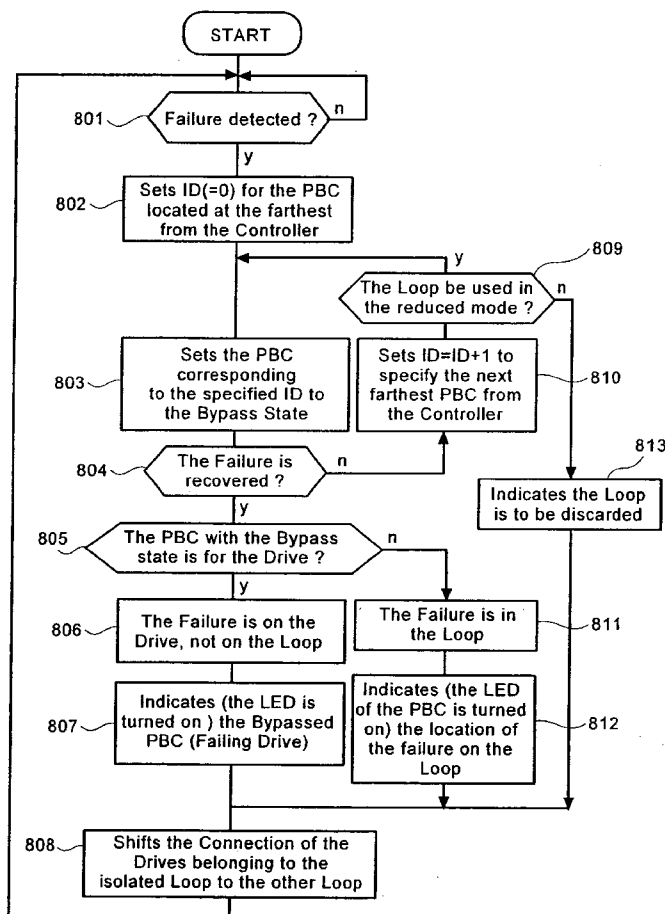 START
801
Failure detected ?
n
y
802
Sets ID(=0) for the PBC
located at the farthest
from the Controller
y
809
The Loop be used in
the reduced mode ?
n
803
Sets the PBC
corresponding
to the specified ID to
the Bypass State
Sets ID=ID+1 to
specify the next
farthest PBC from
the Controller
810
804
The Failure is
recovered ?
n
y
813
Indicates the Loop
is to be discarded
805
The PBC with the Bypass
state is for the Drive ?
n
y
806
The Failure is on the
Drive, not on the Loop
The Failure is in
the Loop
811
807
Indicates (the LED is
turned on ) the Bypassed
PBC (Failing Drive)
Indicates (the LED
of the PBC is turned
on) the location of
the failure on the
Loop
812
808
Shifts the Connection of the
Drives belonging to the
isolated Loop to the other Loop